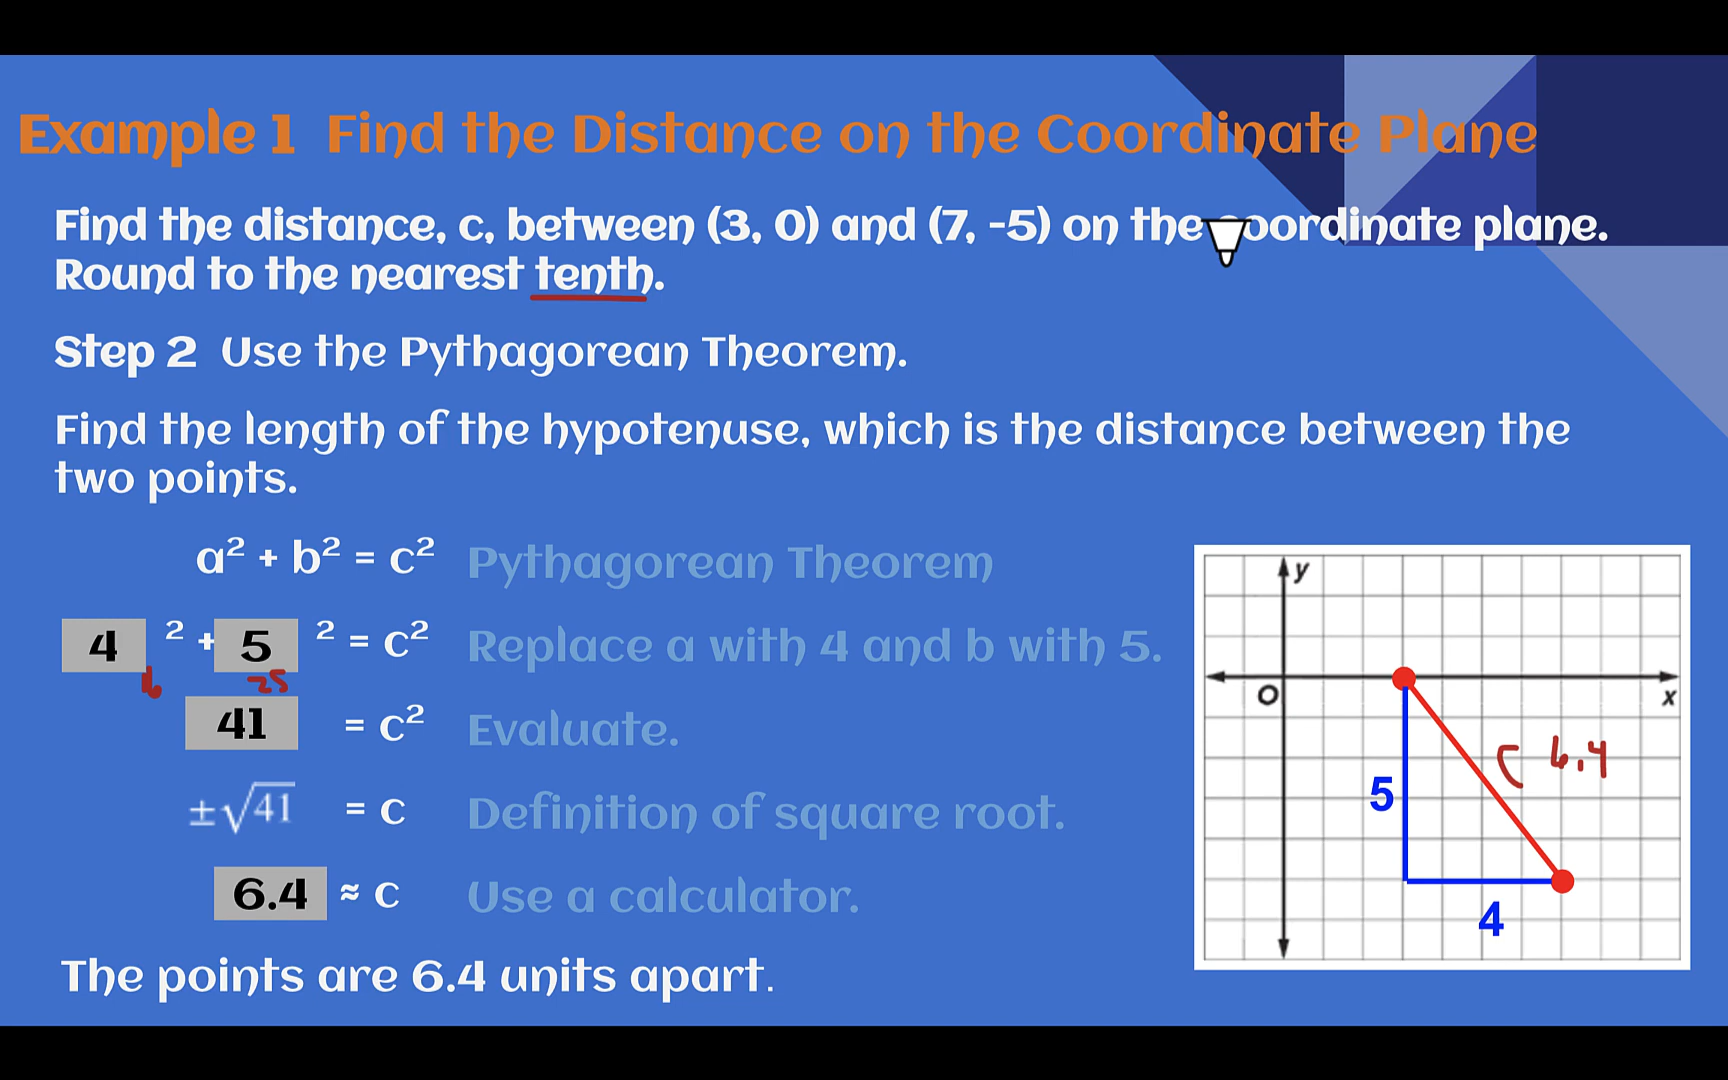 Example 1 Find the Distance on the Coordinate Plane
Find the distance, c, between (3, 0) and (7, -5) on the coordinate plane.
Round to the nearest tenth.
Step 2 Use the Pythagorean Theorem.
Find the length of the hypotenuse, which is the distance between the
two points.
a² + b² = c² Pythagorean Theorem
4 ² + 5 ² = c² Replace a with 4 and b with 5.
25
41 = c² Evaluate.
±√41 = c Definition of square root.
6.4 ≈ c Use a calculator.
The points are 6.4 units apart.
y
O
x
c 6.4
5
4